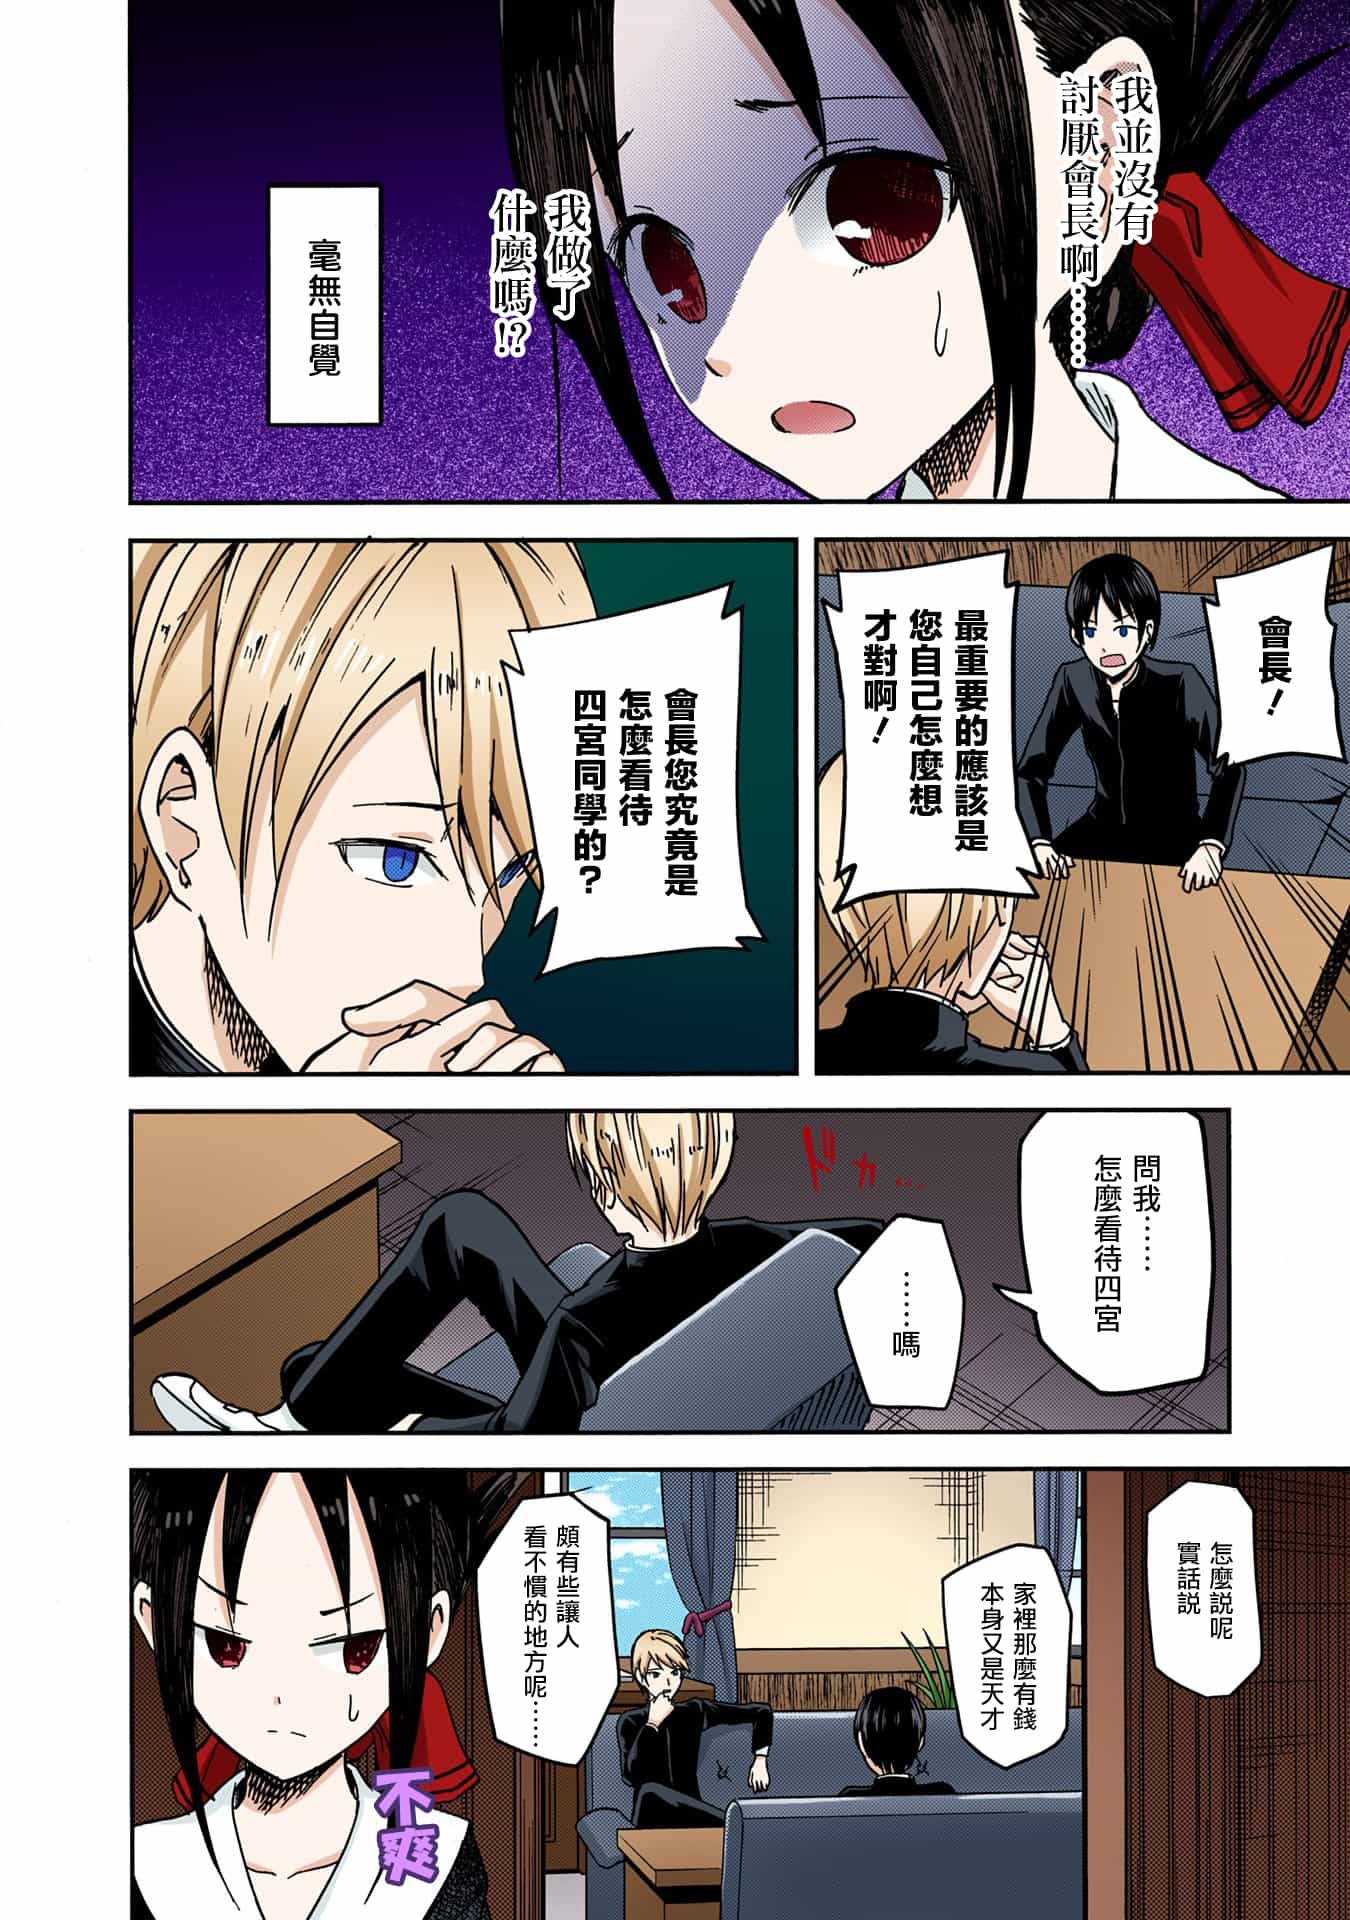 我並沒有
討厭會長啊……
我做了
什麼嗎!?
毫無自覺
會長！
最重要的應該是
您自己怎麼想
才對啊！
會長您究竟是
怎麼看待
四宮同學的？
問我……
怎麼看待四宮
……嗎
ドカ…
怎麼說呢
實話說
家裡那麼有錢
本身又是天才
頗有些讓人
看不慣的地方呢……
不爽